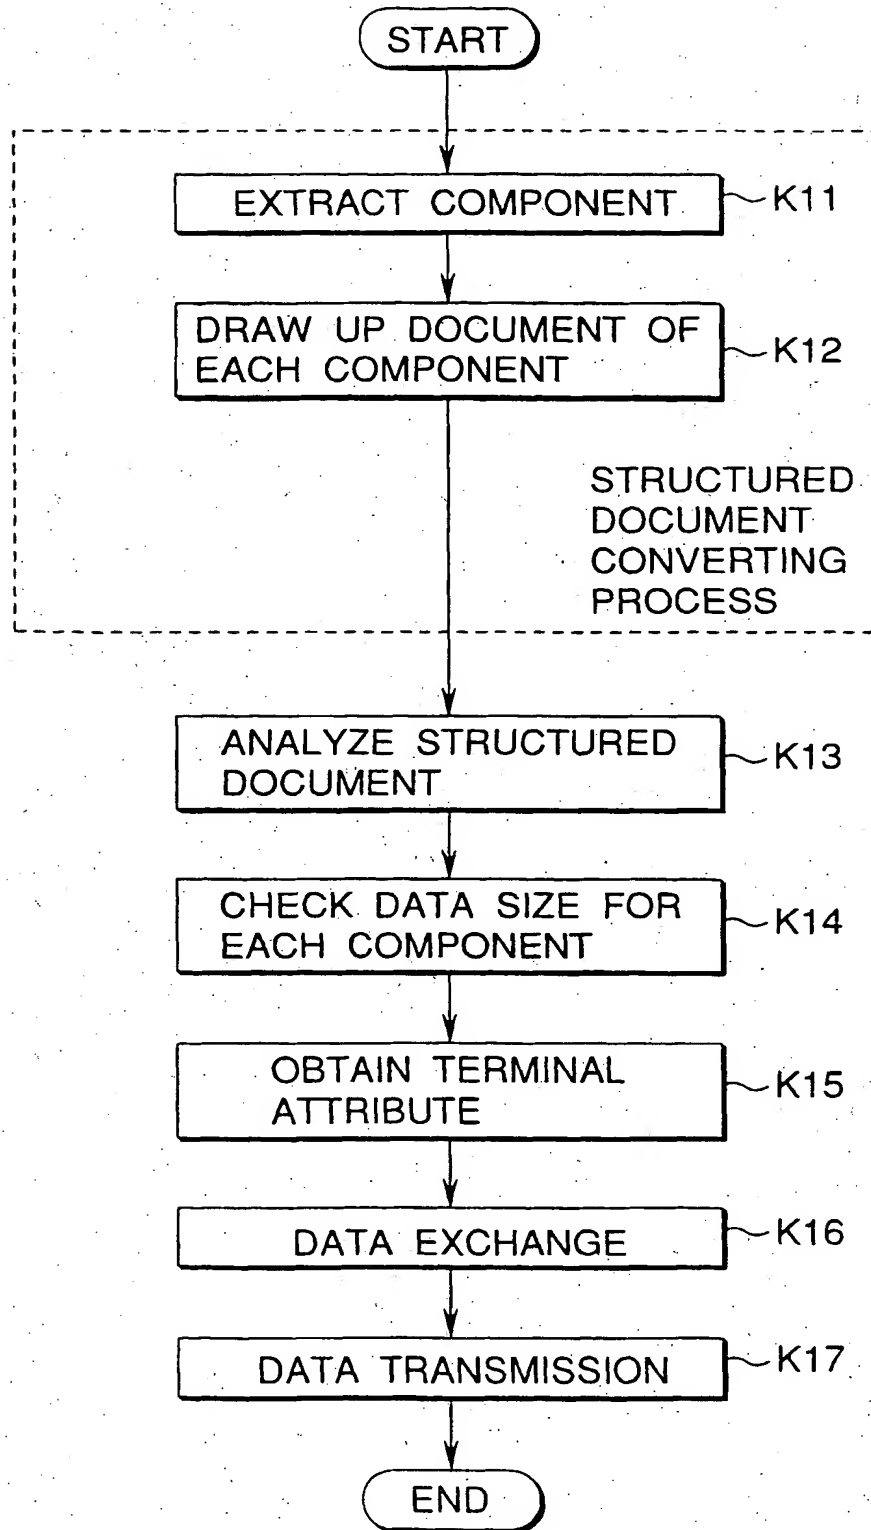 START
EXTRACT COMPONENT
K11
DRAW UP DOCUMENT OF
EACH COMPONENT
K12
STRUCTURED
DOCUMENT
CONVERTING
PROCESS
ANALYZE STRUCTURED
DOCUMENT
K13
CHECK DATA SIZE FOR
EACH COMPONENT
K14
OBTAIN TERMINAL
ATTRIBUTE
K15
DATA EXCHANGE
K16
DATA TRANSMISSION
K17
END